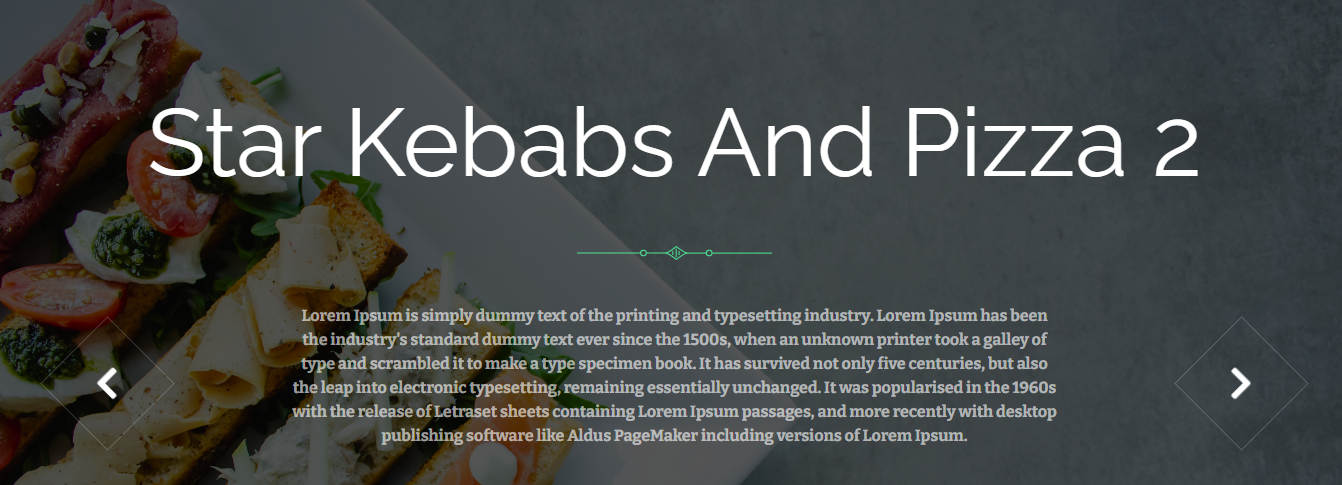 Star Kebabs And Pizza 2
Lorem Ipsum is simply dummy text of the printing and typesetting industry. Lorem Ipsum has been
the industry's standard dummy text ever since the 1500s, when an unknown printer took a galley of
type and scrambled it to make a type specimen book. It has survived not only five centuries, but also
the leap into electronic typesetting, remaining essentially unchanged. It was popularised in the 1960s
with the release of Letraset sheets containing Lorem Ipsum passages, and more recently with desktop
publishing software like Aldus PageMaker including versions of Lorem Ipsum.